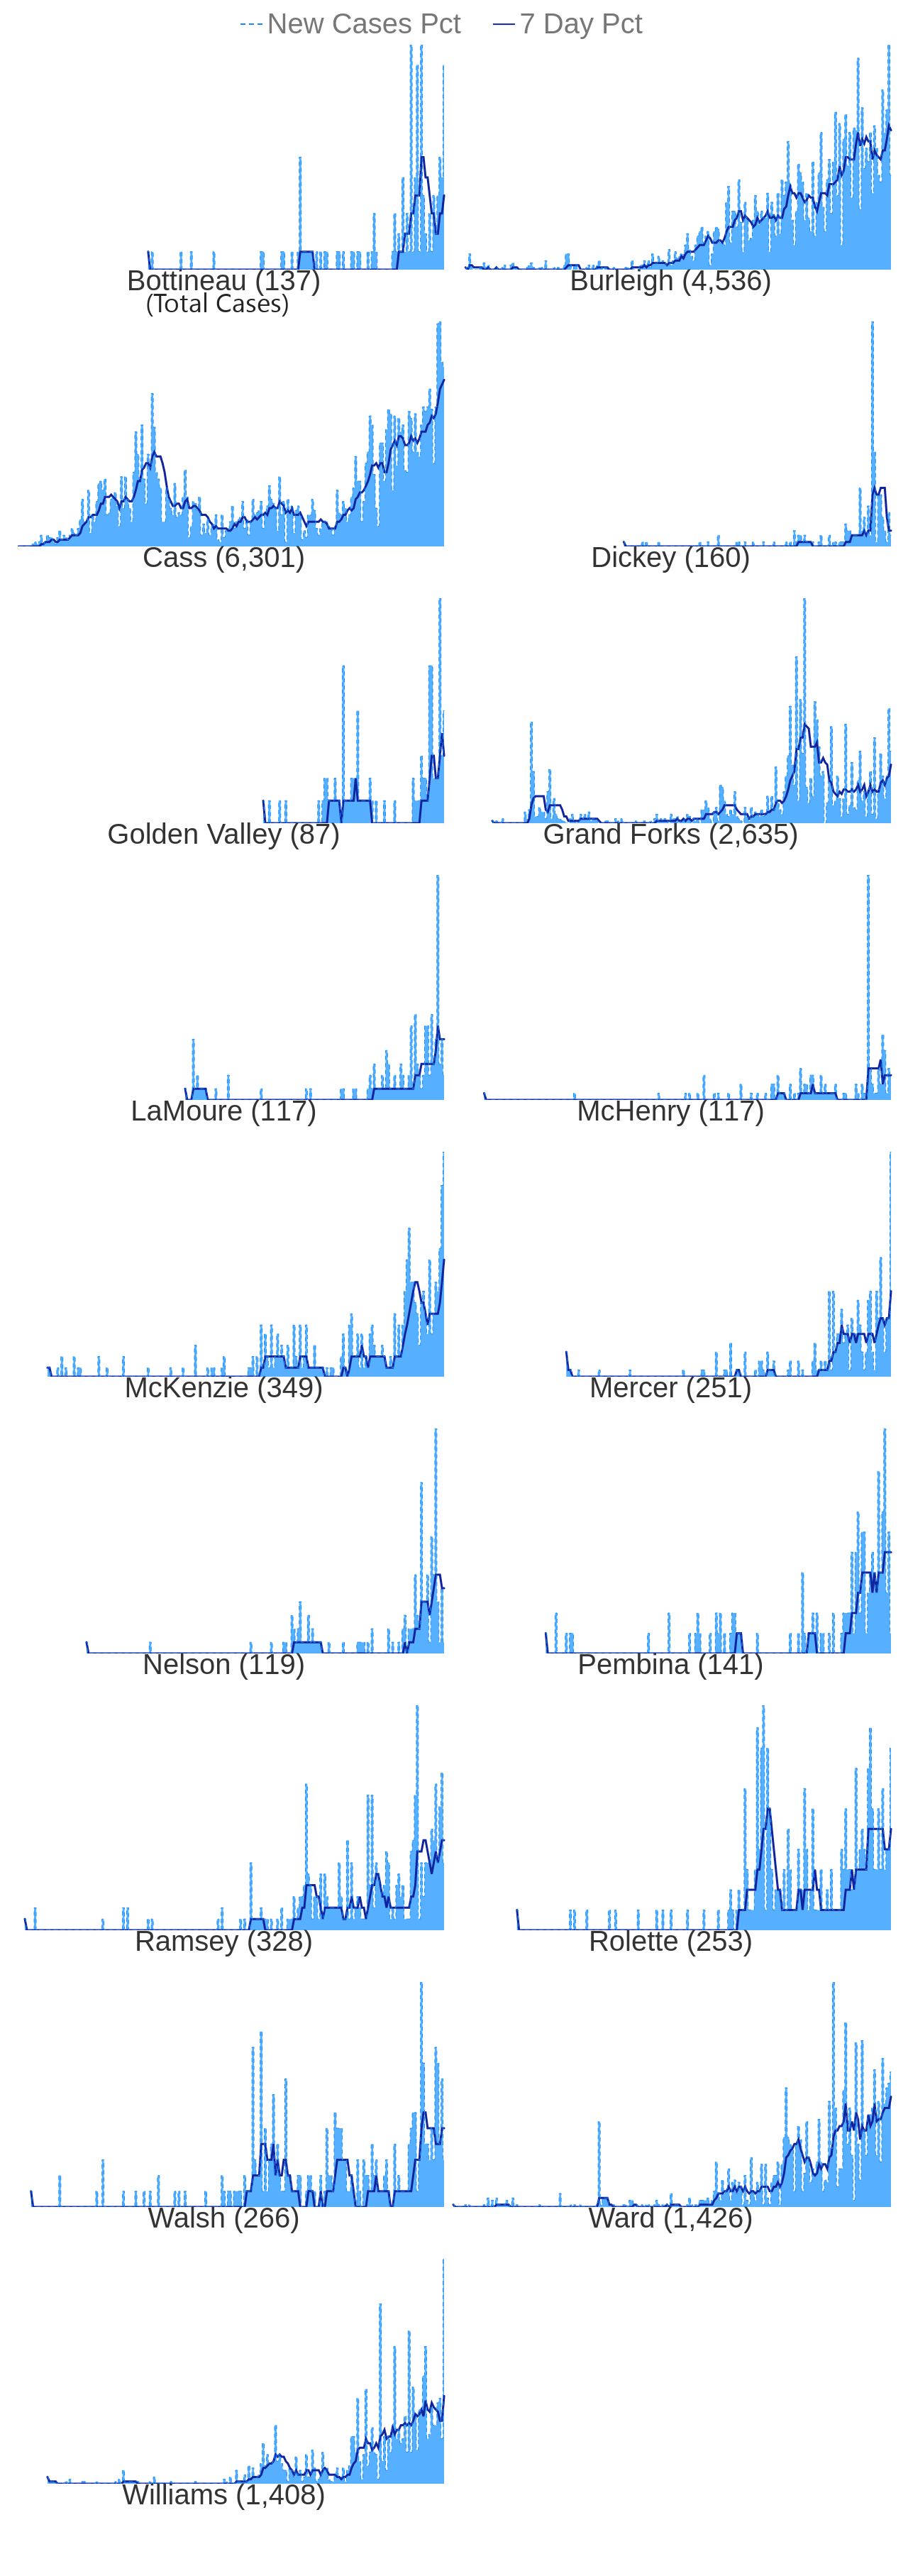 New Cases Pct 7 Day Pct
Bottineau (137) Burleigh (4,536)
(Total Cases)
Cass (6,301) Dickey (160)
Golden Valley (87) Grand Forks (2,635)
LaMoure (117) McHenry (117)
McKenzie (349) Mercer (251)
Nelson (119) Pembina (141)
Ramsey (328) Rolette (253)
Walsh (266) Ward (1,426)
Williams (1,408)